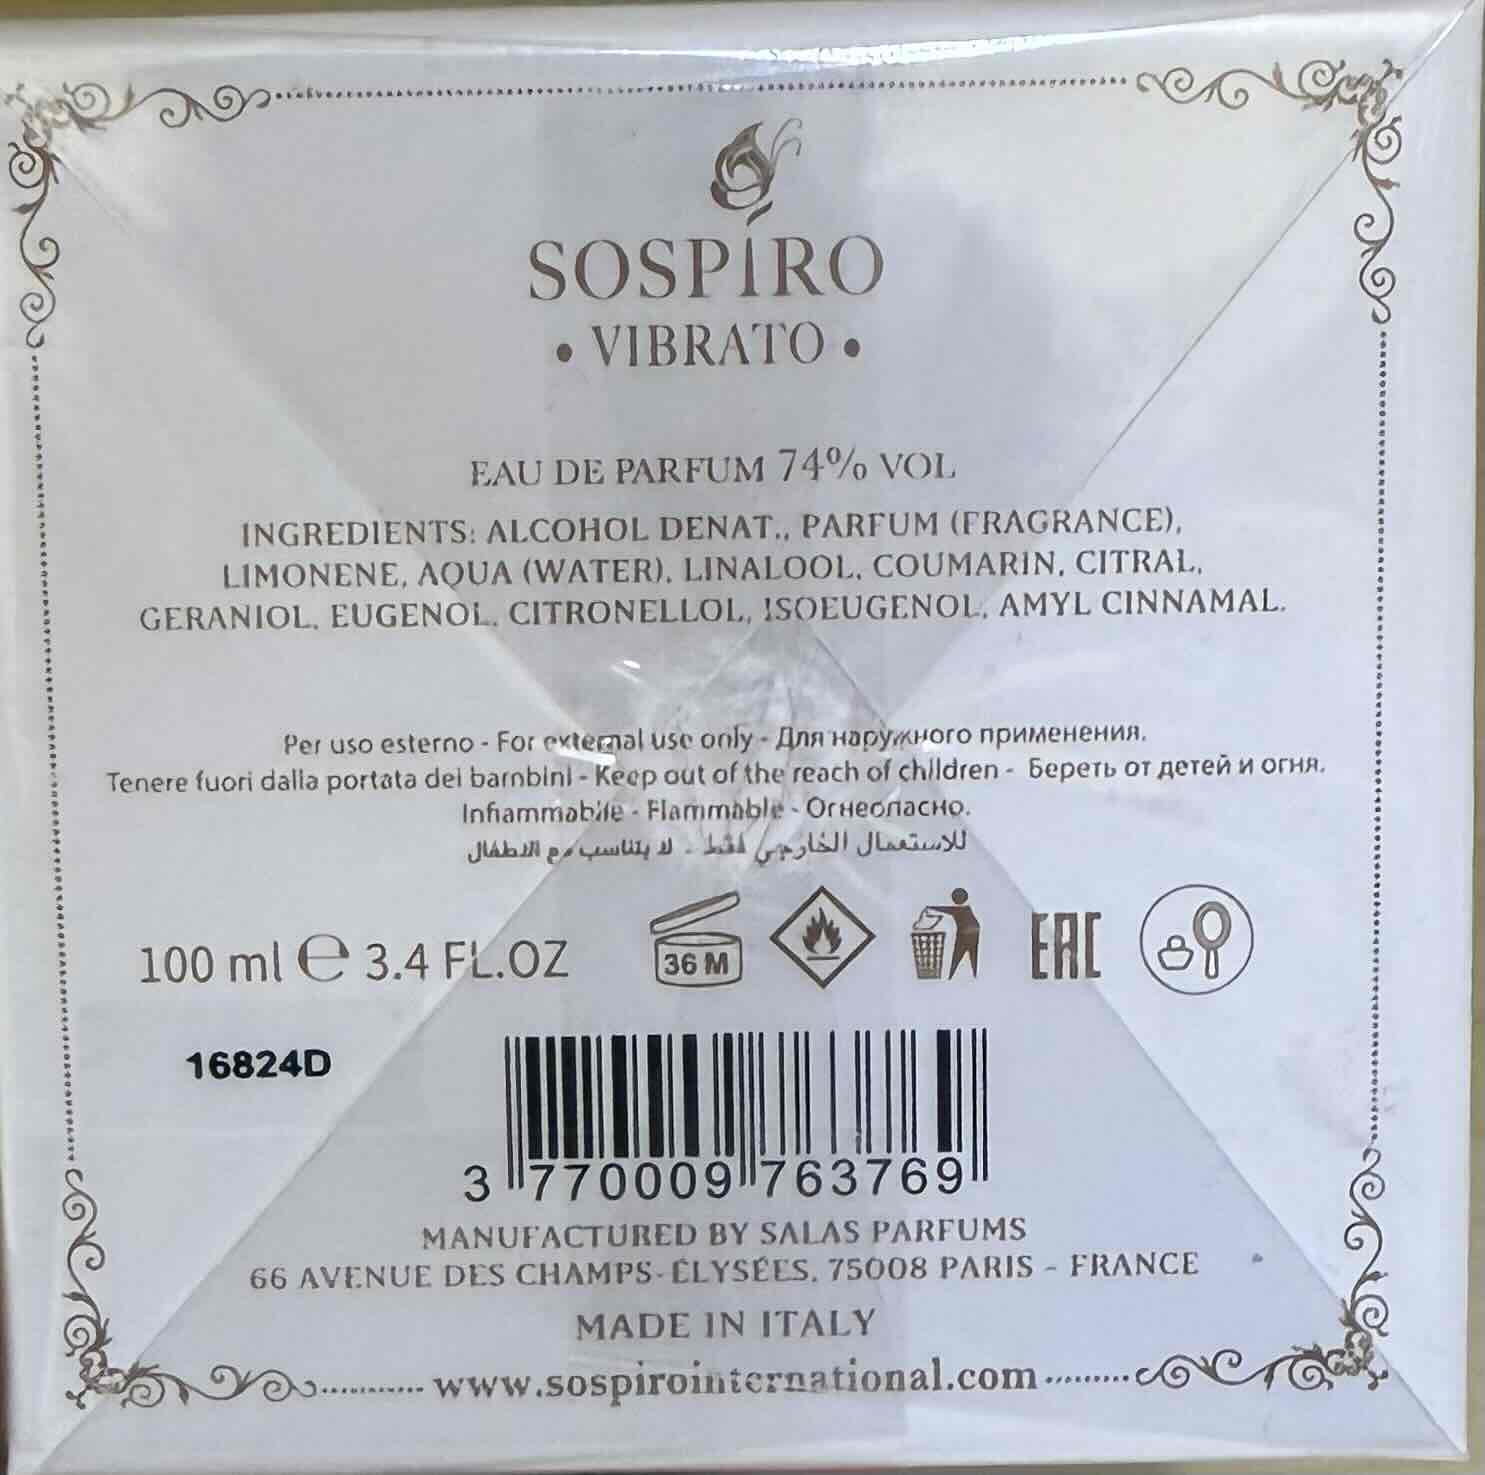 SOSPÍRO
• VIBRATO •
EAU DE PARFUM 74% VOL
INGREDIENTS: ALCOHOL DENAT., PARFUM (FRAGRANCE),
LIMONENE, AQUA (WATER), LINALOOL, COUMARIN, CITRAL,
GERANIOL, EUGENOL, CITRONELLOL, ISOEUGENOL, AMYL CINNAMAL.
Per uso esterno - For external use only - Для наружного применения.
Tenere fuori dalla portata dei bambini - Keep out of the reach of children - Беречь от детей и огня.
Infiammabile - Flammable - Огнеопасно.
للاستعمال الخارجي فقط - لا يتناسب مع الاطفال
100 ml ℮ 3.4 FL.OZ
36 M
EAC
16824D
3 770009 763769
MANUFACTURED BY SALAS PARFUMS
66 AVENUE DES CHAMPS-ÉLYSÉES, 75008 PARIS - FRANCE
MADE IN ITALY
www.sospirointernational.com